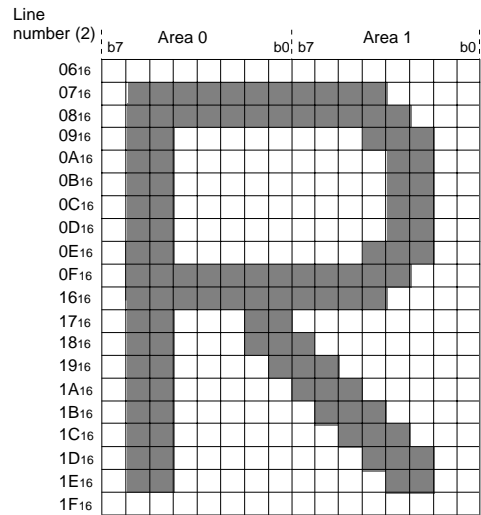 Line
number (2)
b7 Area 0 b0 b7 Area 1 b0
06₁₆
07₁₆
08₁₆
09₁₆
0A₁₆
0B₁₆
0C₁₆
0D₁₆
0E₁₆
0F₁₆
16₁₆
17₁₆
18₁₆
19₁₆
1A₁₆
1B₁₆
1C₁₆
1D₁₆
1E₁₆
1F₁₆